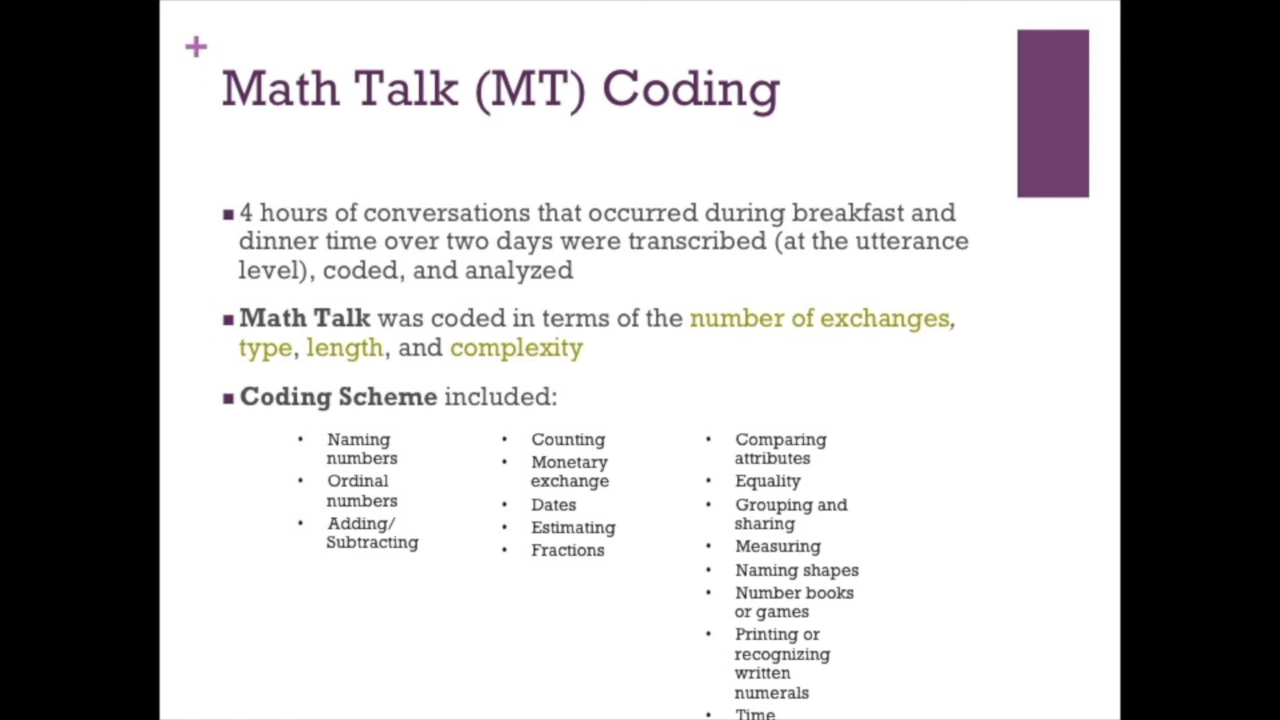 +
Math Talk (MT) Coding
■ 4 hours of conversations that occurred during breakfast and
dinner time over two days were transcribed (at the utterance
level), coded, and analyzed
■ Math Talk was coded in terms of the number of exchanges,
type, length, and complexity
■ Coding Scheme included:
• Naming
numbers
• Ordinal
numbers
• Adding/
Subtracting
• Counting
• Monetary
exchange
• Dates
• Estimating
• Fractions
• Comparing
attributes
• Equality
• Grouping and
sharing
• Measuring
• Naming shapes
• Number books
or games
• Printing or
recognizing
written
numerals
• Time